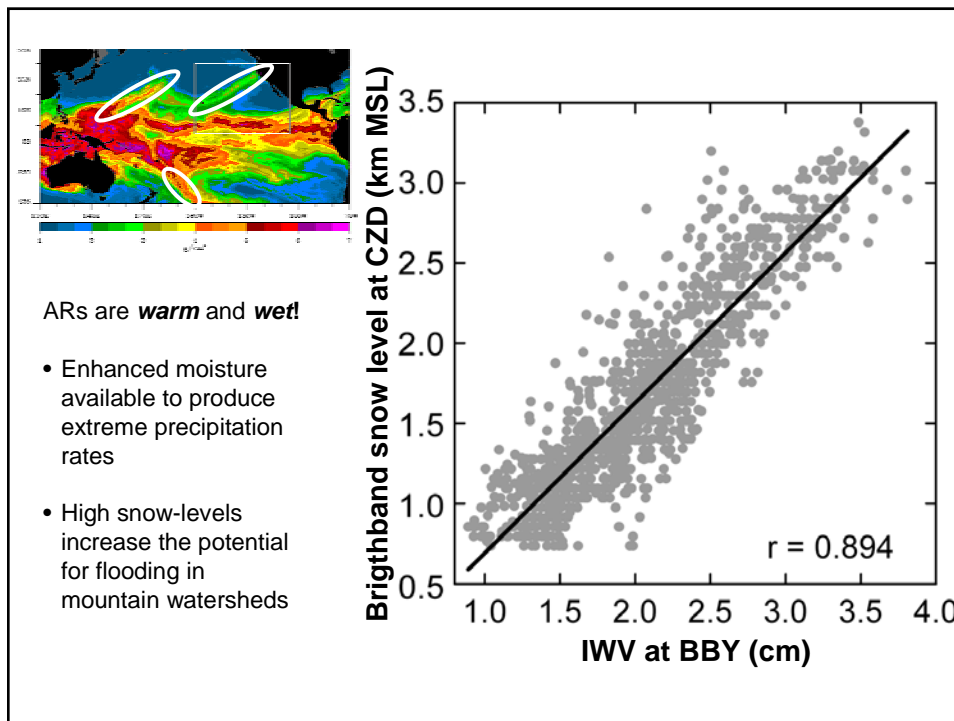 ARs are warm and wet!
• Enhanced moisture
available to produce
extreme precipitation
rates
• High snow-levels
increase the potential
for flooding in
mountain watersheds
Brigthband snow level at CZD (km MSL)
3.5
3.0
2.5
2.0
1.5
1.0
0.5
r = 0.894
1.0 1.5 2.0 2.5 3.0 3.5 4.0
IWV at BBY (cm)